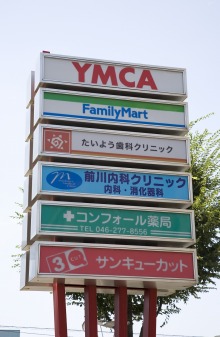 YMCA
FamilyMart
たいよう歯科クリニック
前川内科クリニック
内科・消化器科
コンフォール薬局
TEL 046-277-8556
3 サンキューカット